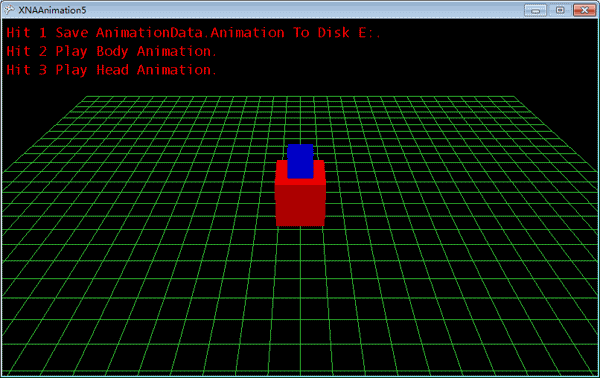 XNAAnimation5
Hit 1 Save AnimationData.Animation To Disk E:.
Hit 2 Play Body Animation.
Hit 3 Play Head Animation.